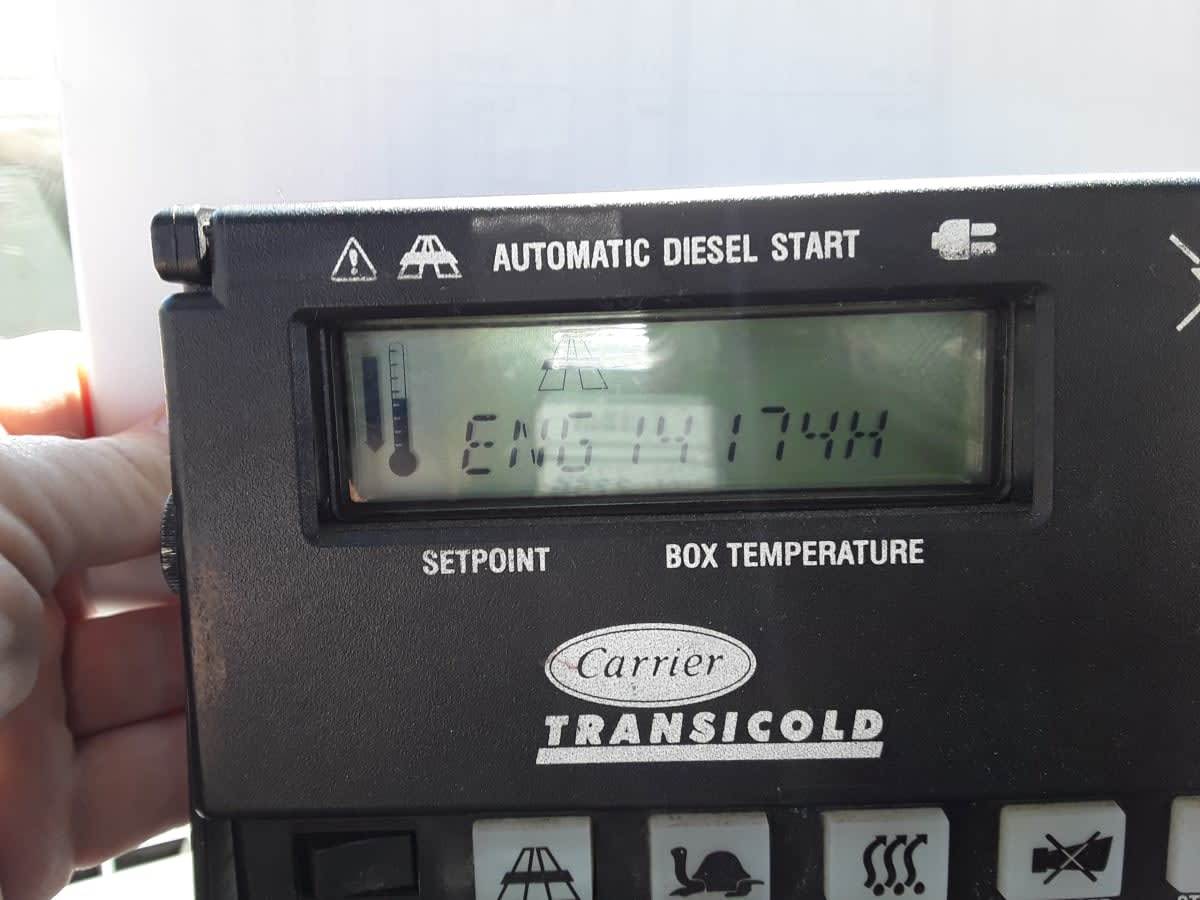 AUTOMATIC DIESEL START
ENG 14174H
SETPOINT
BOX TEMPERATURE
Carrier
TRANSICOLD